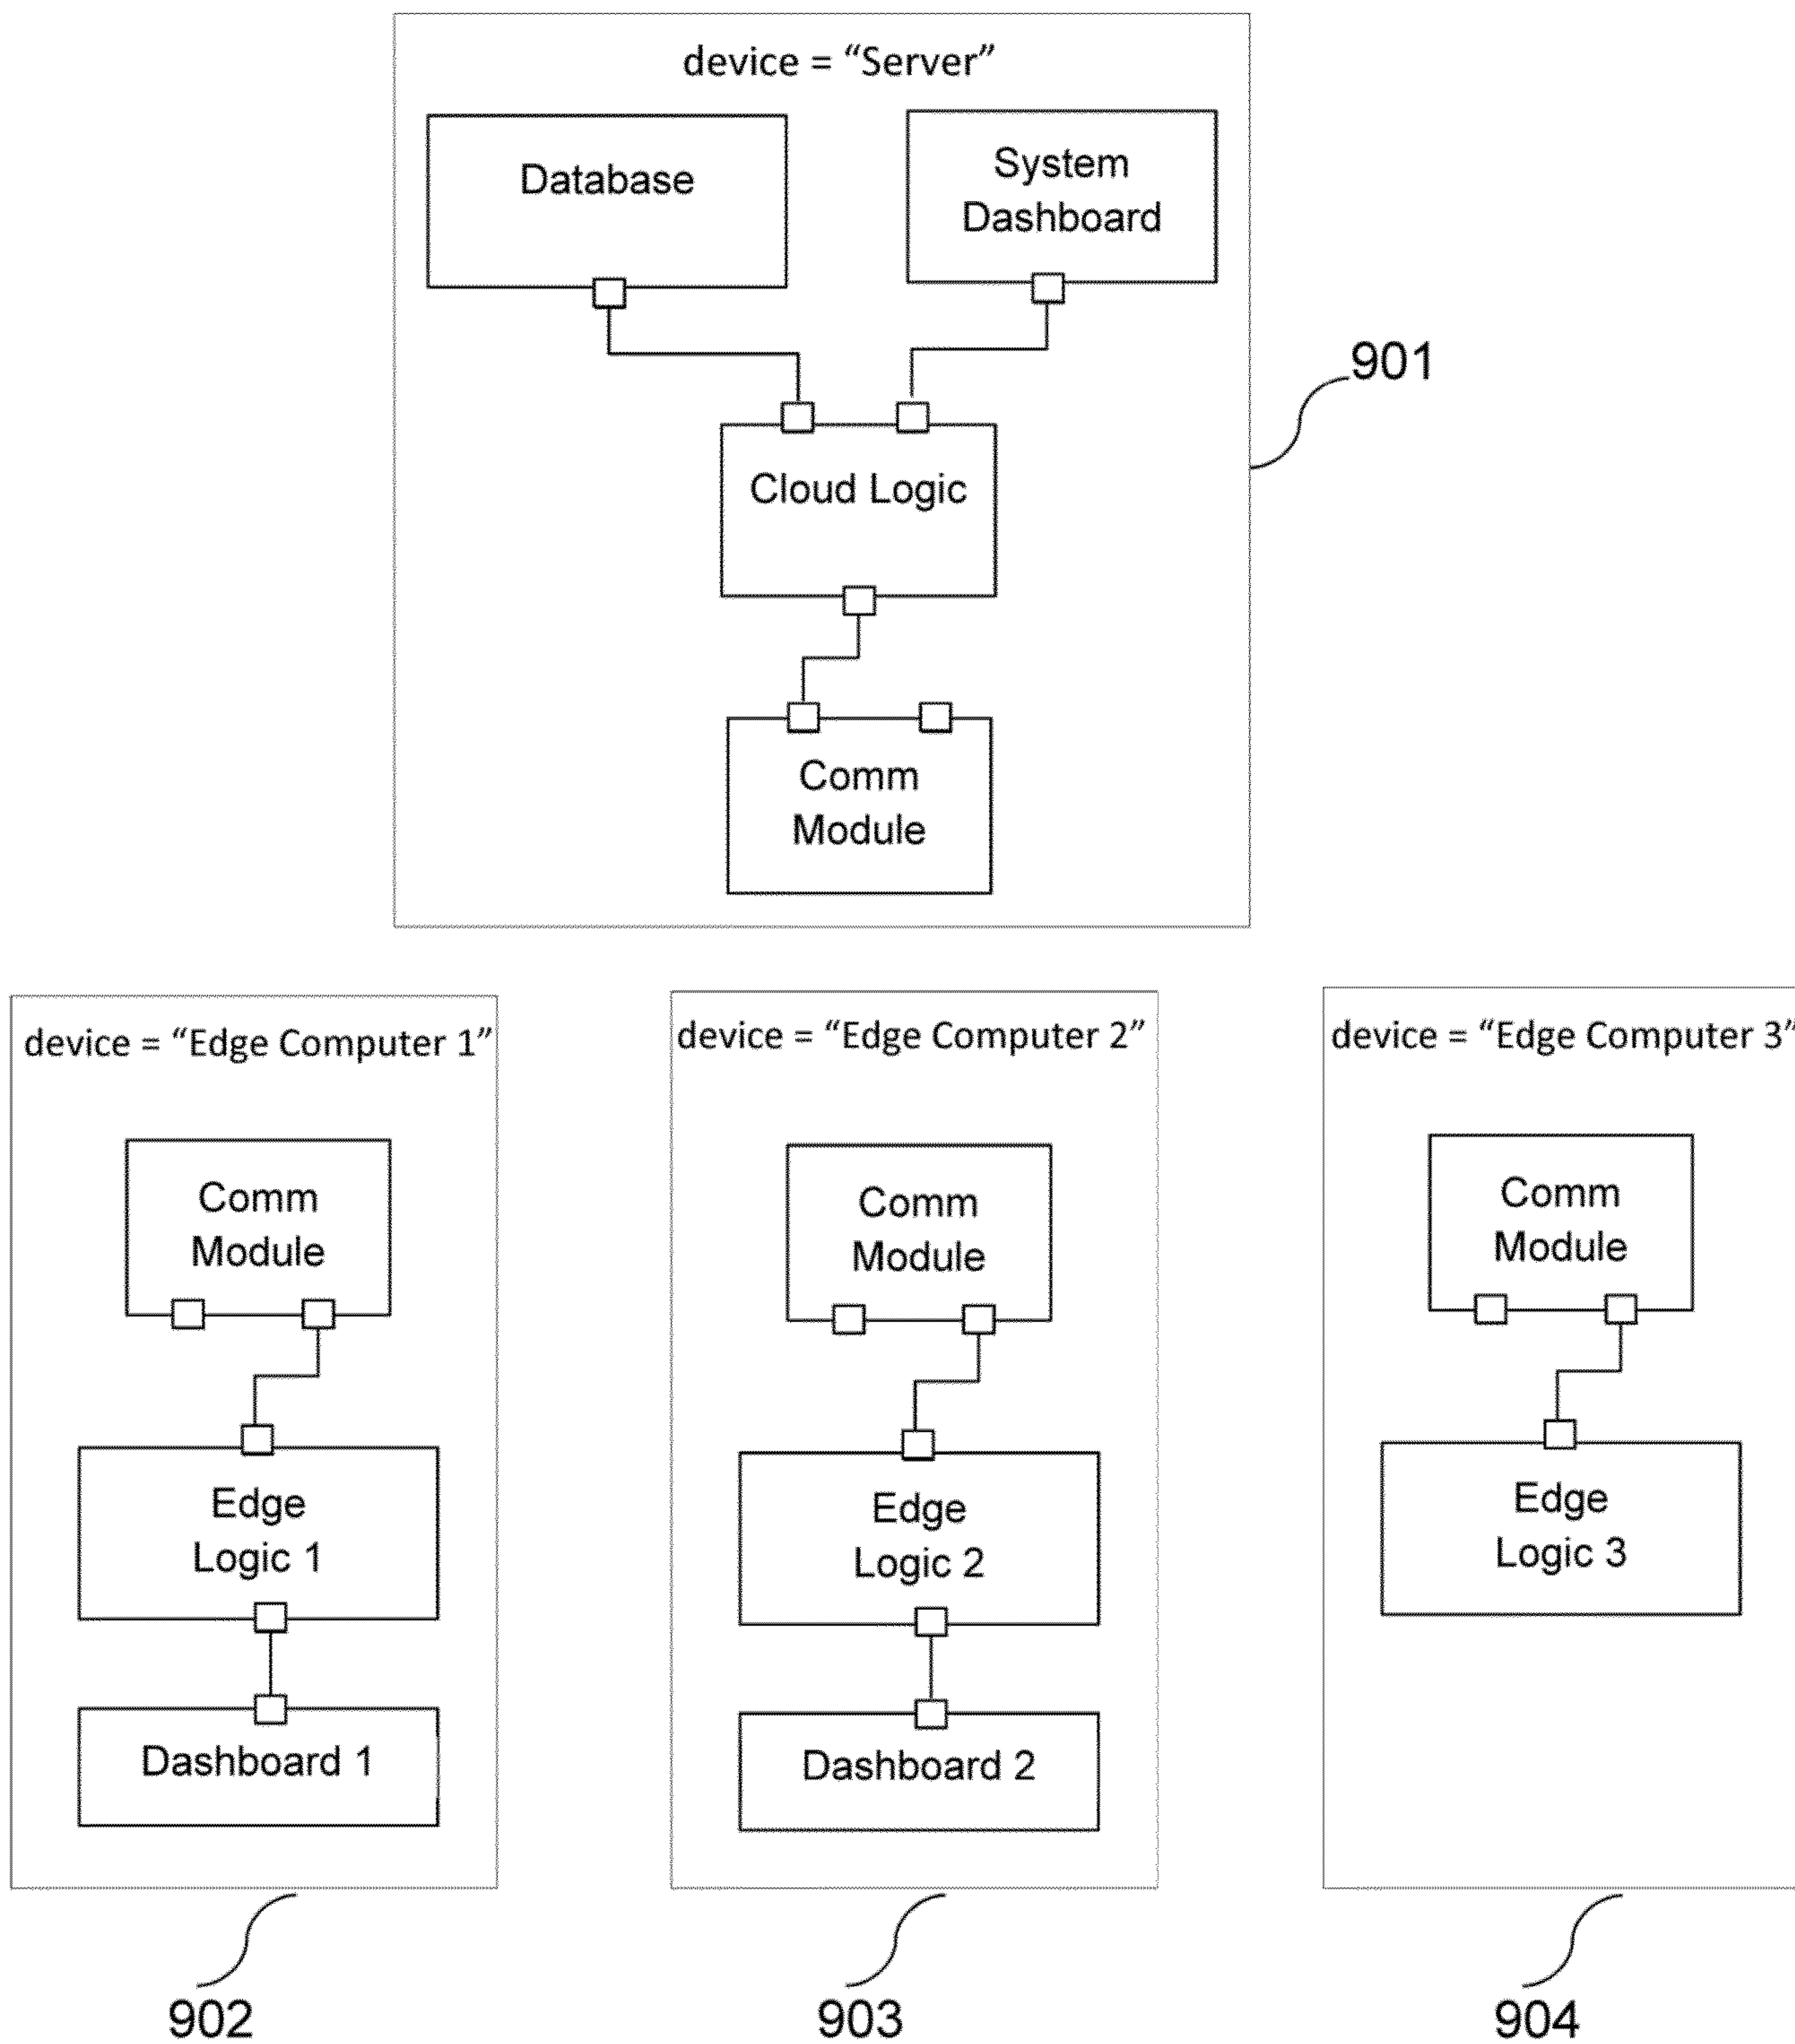 device = “Server”
Database
System
Dashboard
901
Cloud Logic
Comm
Module
device = “Edge Computer 1”
Comm
Module
Edge
Logic 1
Dashboard 1
902
device = “Edge Computer 2”
Comm
Module
Edge
Logic 2
Dashboard 2
903
device = “Edge Computer 3”
Comm
Module
Edge
Logic 3
904